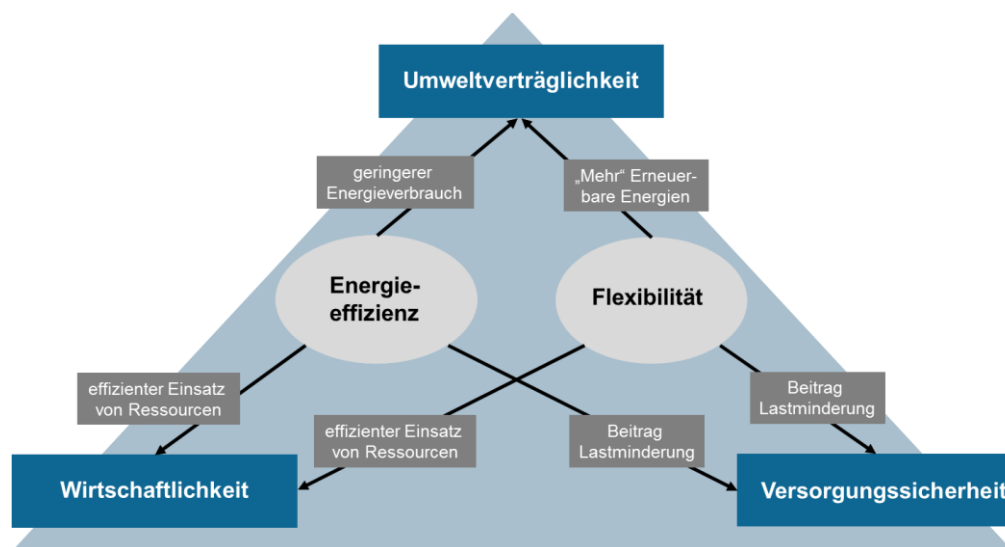 Umweltverträglichkeit
geringerer
Energieverbrauch
„Mehr“ Erneuer-
bare Energien
Energie-
effizienz
Flexibilität
effizienter Einsatz
von Ressourcen
effizienter Einsatz
von Ressourcen
Beitrag
Lastminderung
Beitrag
Lastminderung
Wirtschaftlichkeit
Versorgungssicherheit